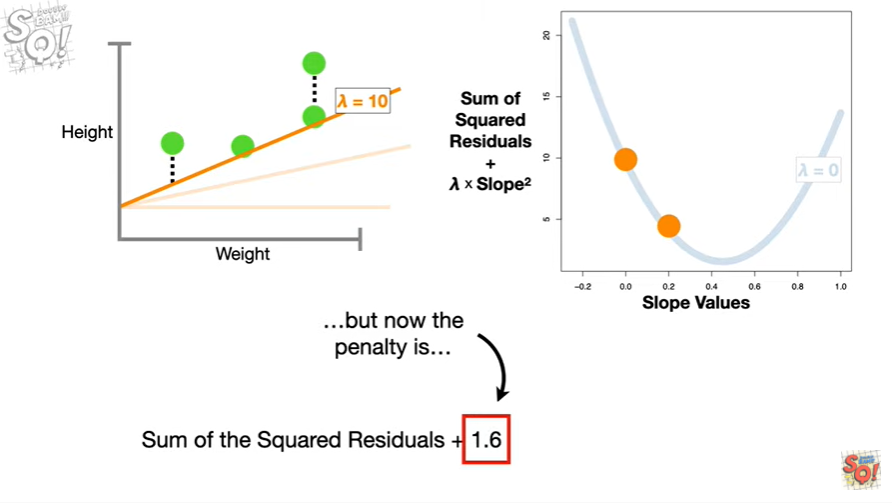 SQ!
Height
λ = 10
Weight
Sum of
Squared
Residuals
+
λ x Slope²
20
15
10
5
λ = 0
-0.2 0.0 0.2 0.4 0.6 0.8 1.0
Slope Values
…but now the
penalty is…
Sum of the Squared Residuals + 1.6
SQ!